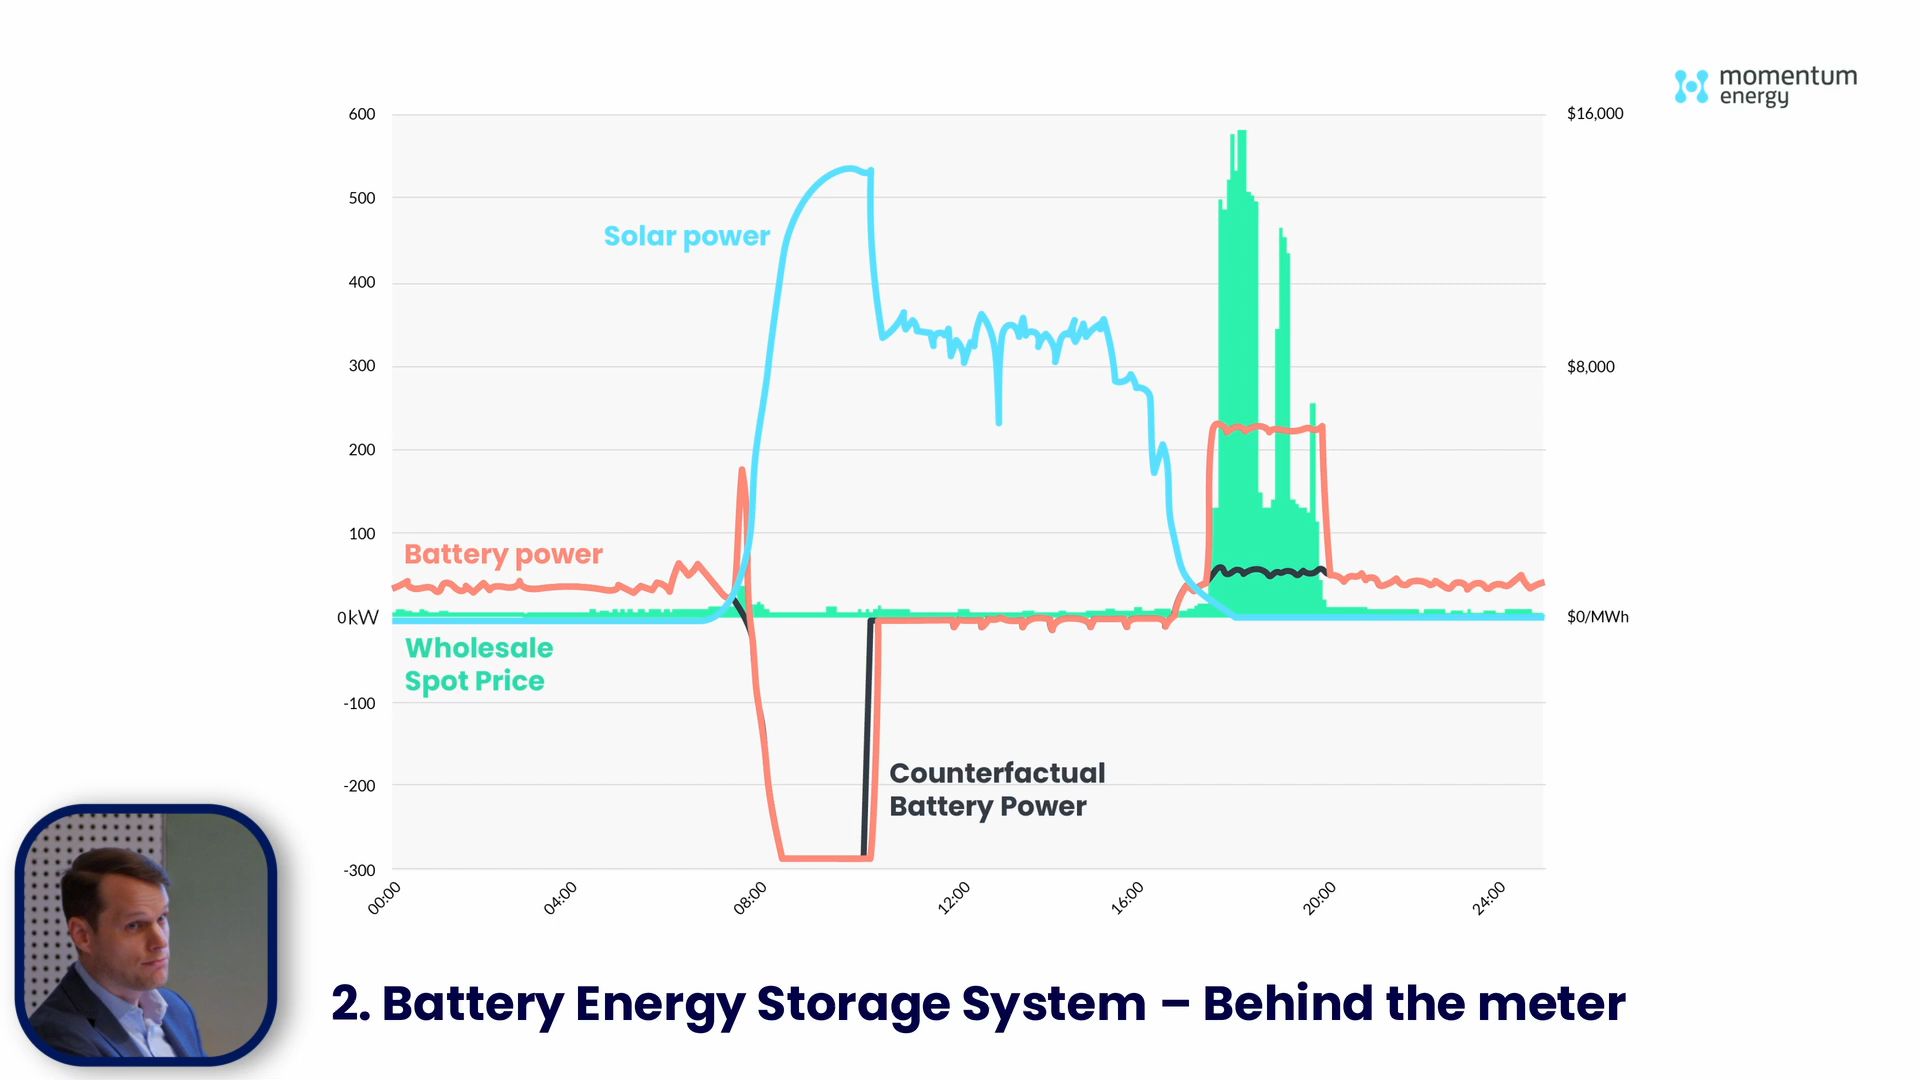 momentum
energy
600
$16,000
500
Solar power
400
300
$8,000
200
100
Battery power
0kW
$0/MWh
Wholesale
Spot Price
-100
Counterfactual
Battery Power
-200
-300
00:00
04:00
08:00
12:00
16:00
20:00
24:00
2. Battery Energy Storage System – Behind the meter